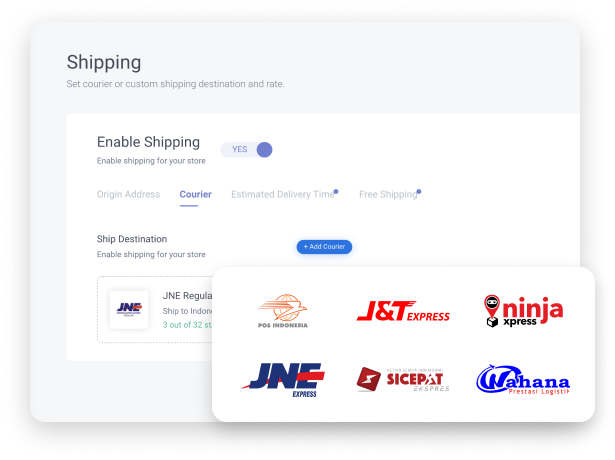 Shipping
Set courier or custom shipping destination and rate.
Enable Shipping
YES
Enable shipping for your store
Origin Address Courier Estimated Delivery Time Free Shipping
Ship Destination
+ Add Courier
Enable shipping for your store
JNE
JNE Regula
Ship to Indon
3 out of 32 st
POS INDONESIA
J&T EXPRESS
ninja
xpress
JNE
EXPRESS
SICEPAT
EKSPRES
Wahana
Prestasi Logistik